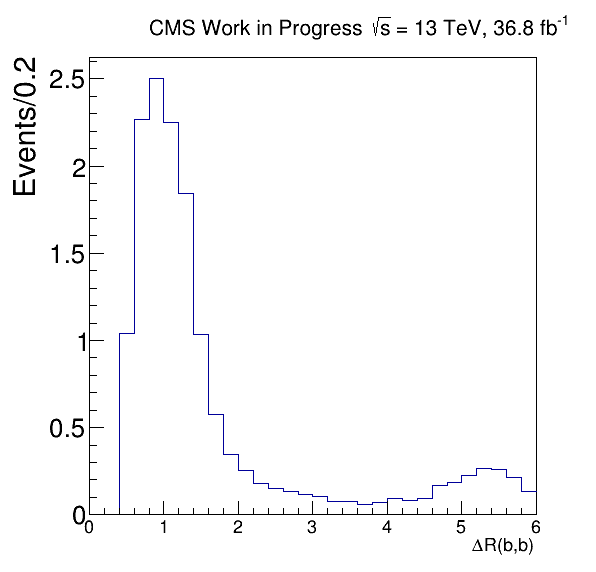 CMS Work in Progress √s = 13 TeV, 36.8 fb⁻¹
Events/0.2
2.5
2
1.5
1
0.5
0
0 1 2 3 4 5 6
ΔR(b,b)